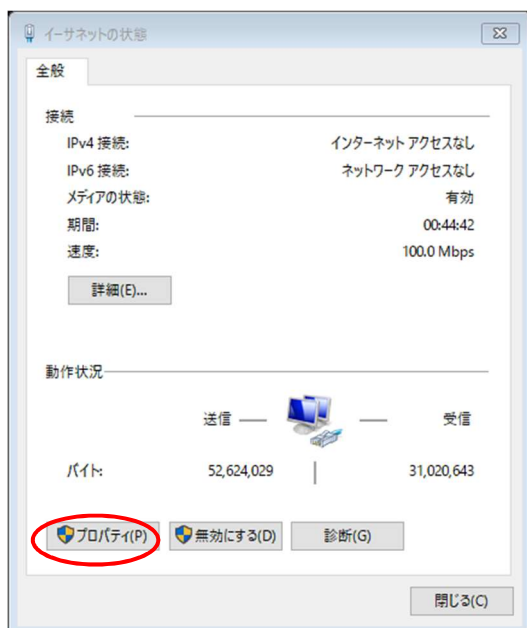 イーサネットの状態
全般
接続
IPv4 接続: インターネット アクセスなし
IPv6 接続: ネットワーク アクセスなし
メディアの状態: 有効
期間: 00:44:42
速度: 100.0 Mbps
詳細(E)...
動作状況
送信 受信
バイト: 52,624,029 31,020,643
プロパティ(P) 無効にする(D) 診断(G)
閉じる(C)